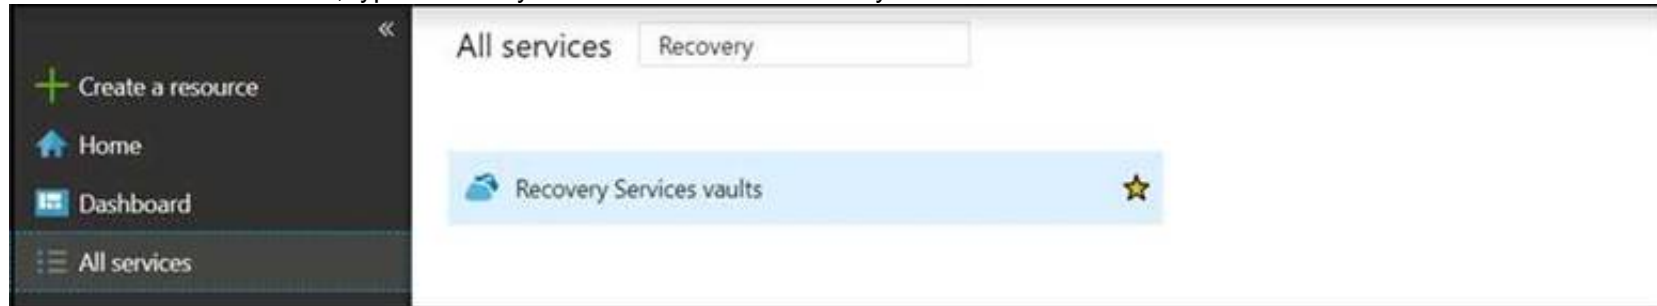 «
All services Recovery
Create a resource
Home
Recovery Services vaults
Dashboard
All services